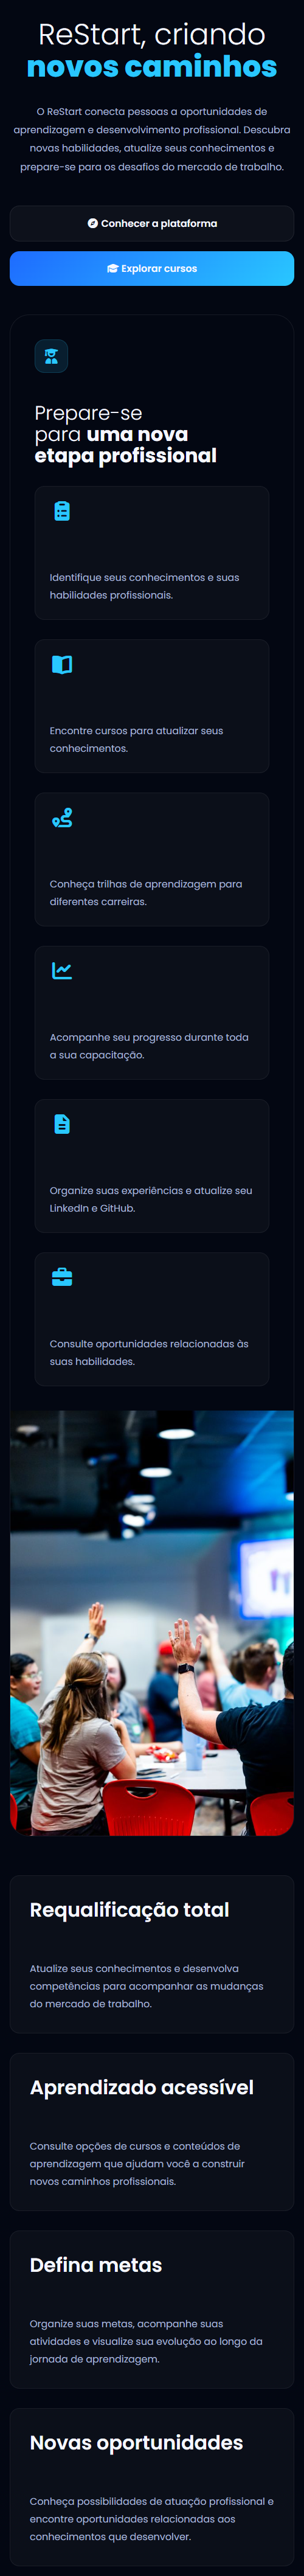 ReStart, criando
novos caminhos
O ReStart conecta pessoas a oportunidades de
aprendizagem e desenvolvimento profissional. Descubra
novas habilidades, atualize seus conhecimentos e
prepare-se para os desafios do mercado de trabalho.
Conhecer a plataforma
Explorar cursos
Prepare-se
para uma nova
etapa profissional
Identifique seus conhecimentos e suas
habilidades profissionais.
Encontre cursos para atualizar seus
conhecimentos.
Conheça trilhas de aprendizagem para
diferentes carreiras.
Acompanhe seu progresso durante toda
a sua capacitação.
Organize suas experiências e atualize seu
LinkedIn e GitHub.
Consulte oportunidades relacionadas às
suas habilidades.
Requalificação total
Atualize seus conhecimentos e desenvolva
competências para acompanhar as mudanças
do mercado de trabalho.
Aprendizado acessível
Consulte opções de cursos e conteúdos de
aprendizagem que ajudam você a construir
novos caminhos profissionais.
Defina metas
Organize suas metas, acompanhe suas
atividades e visualize sua evolução ao longo da
jornada de aprendizagem.
Novas oportunidades
Conheça possibilidades de atuação profissional e
encontre oportunidades relacionadas aos
conhecimentos que desenvolver.